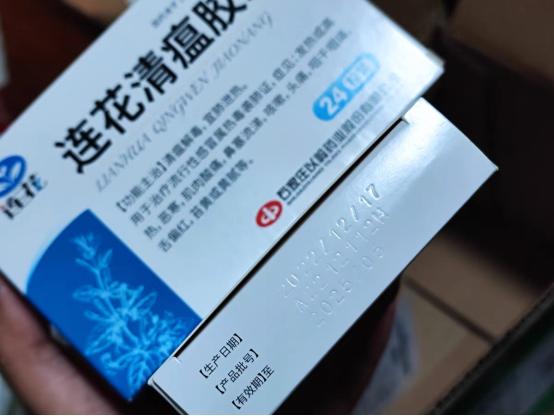 连花清瘟胶
LIANHUA QINGWEN JIAONANG
【功能主治】清瘟解毒，宣肺泄热。
用于治疗流行性感冒属热毒袭肺证，症见：发热或高
热，恶寒，肌肉酸痛，鼻塞流涕，咳嗽，头痛，咽干咽痛，
舌偏红，苔黄或黄腻等。
24粒装
连花
石家庄以岭药业股份有限公司
【生产日期】2022/12/17
【产品批号】
【有效期】至